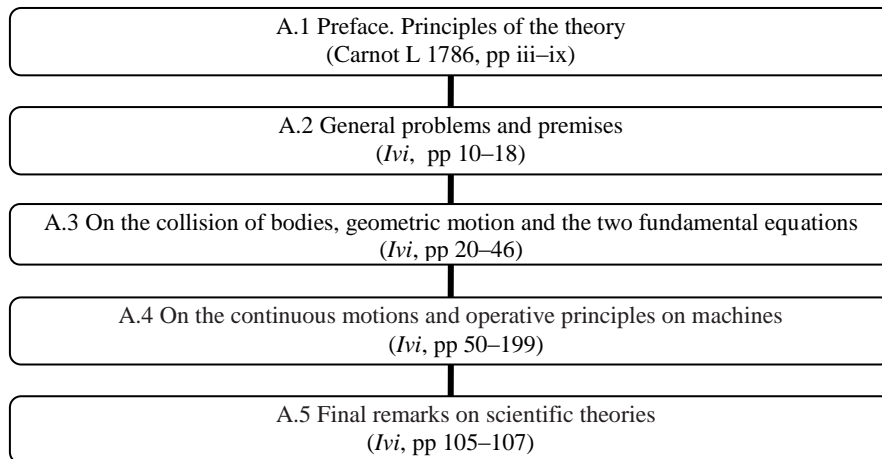 A.1 Preface. Principles of the theory
(Carnot L 1786, pp iii–ix)
A.2 General problems and premises
(Ivi, pp 10–18)
A.3 On the collision of bodies, geometric motion and the two fundamental equations
(Ivi, pp 20–46)
A.4 On the continuous motions and operative principles on machines
(Ivi, pp 50–199)
A.5 Final remarks on scientific theories
(Ivi, pp 105–107)